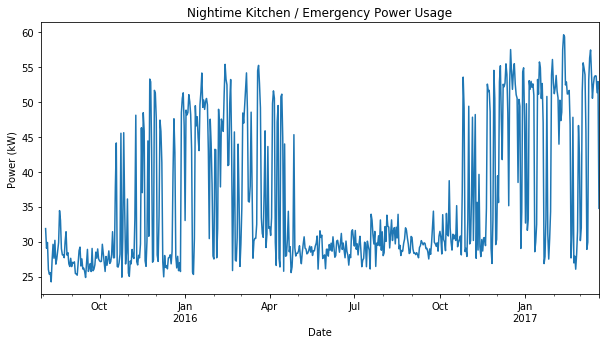 Nightime Kitchen / Emergency Power Usage
60
55
50
45
40
35
30
25
Power (kW)
Oct
Jan
2016
Apr
Jul
Oct
Jan
2017
Date